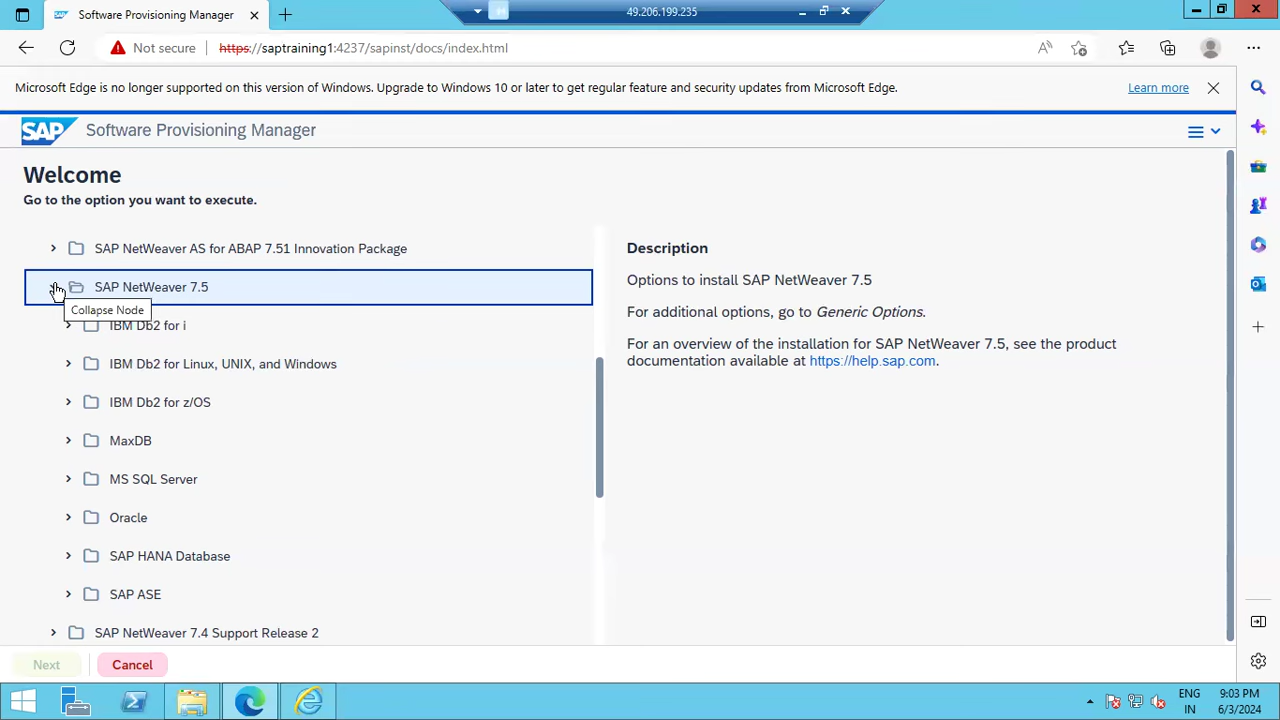 Software Provisioning Manager
49.206.199.235
Not secure
https://saptraining1:4237/sapinst/docs/index.html
Microsoft Edge is no longer supported on this version of Windows. Upgrade to Windows 10 or later to get regular feature and security updates from Microsoft Edge.
Learn more
SAP
Software Provisioning Manager
Welcome
Go to the option you want to execute.
SAP NetWeaver AS for ABAP 7.51 Innovation Package
SAP NetWeaver 7.5
Collapse Node
IBM Db2 for i
IBM Db2 for Linux, UNIX, and Windows
IBM Db2 for z/OS
MaxDB
MS SQL Server
Oracle
SAP HANA Database
SAP ASE
SAP NetWeaver 7.4 Support Release 2
Description
Options to install SAP NetWeaver 7.5
For additional options, go to Generic Options.
For an overview of the installation for SAP NetWeaver 7.5, see the product
documentation available at https://help.sap.com.
Next
Cancel
ENG
IN
9:03 PM
6/3/2024